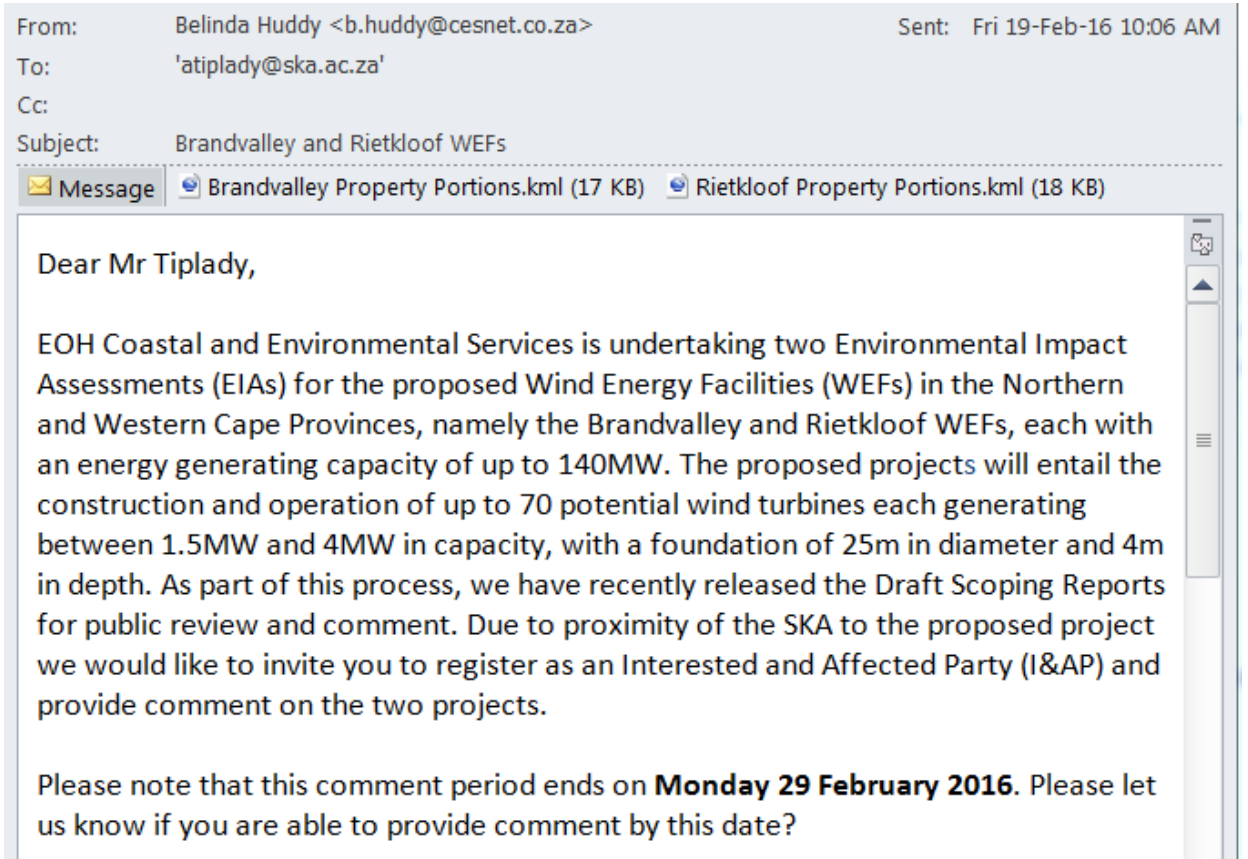 From: Belinda Huddy <b.huddy@cesnet.co.za> Sent: Fri 19-Feb-16 10:06 AM
To: 'atiplady@ska.ac.za'
Cc:
Subject: Brandvalley and Rietkloof WEFs
Message Brandvalley Property Portions.kml (17 KB) Rietkloof Property Portions.kml (18 KB)
Dear Mr Tiplady,
EOH Coastal and Environmental Services is undertaking two Environmental Impact
Assessments (EIAs) for the proposed Wind Energy Facilities (WEFs) in the Northern
and Western Cape Provinces, namely the Brandvalley and Rietkloof WEFs, each with
an energy generating capacity of up to 140MW. The proposed projects will entail the
construction and operation of up to 70 potential wind turbines each generating
between 1.5MW and 4MW in capacity, with a foundation of 25m in diameter and 4m
in depth. As part of this process, we have recently released the Draft Scoping Reports
for public review and comment. Due to proximity of the SKA to the proposed project
we would like to invite you to register as an Interested and Affected Party (I&AP) and
provide comment on the two projects.
Please note that this comment period ends on Monday 29 February 2016. Please let
us know if you are able to provide comment by this date?